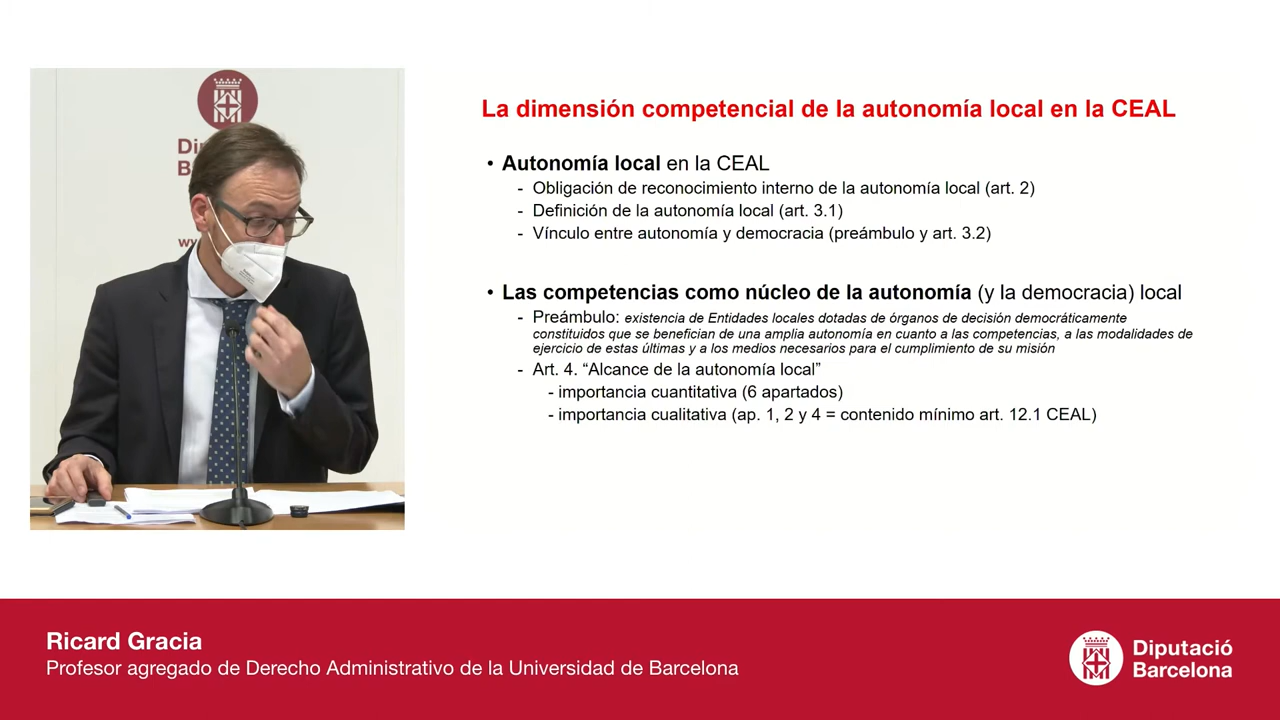 La dimensión competencial de la autonomía local en la CEAL
• Autonomía local en la CEAL
- Obligación de reconocimiento interno de la autonomía local (art. 2)
- Definición de la autonomía local (art. 3.1)
- Vínculo entre autonomía y democracia (preámbulo y art. 3.2)
• Las competencias como núcleo de la autonomía (y la democracia) local
- Preámbulo: existencia de Entidades locales dotadas de órganos de decisión democráticamente
constituidos que se benefician de una amplia autonomía en cuanto a las competencias, a las modalidades de
ejercicio de estas últimas y a los medios necesarios para el cumplimiento de su misión
- Art. 4. “Alcance de la autonomía local”
- importancia cuantitativa (6 apartados)
- importancia cualitativa (ap. 1, 2 y 4 = contenido mínimo art. 12.1 CEAL)
Ricard Gracia
Profesor agregado de Derecho Administrativo de la Universidad de Barcelona
Diputació
Barcelona